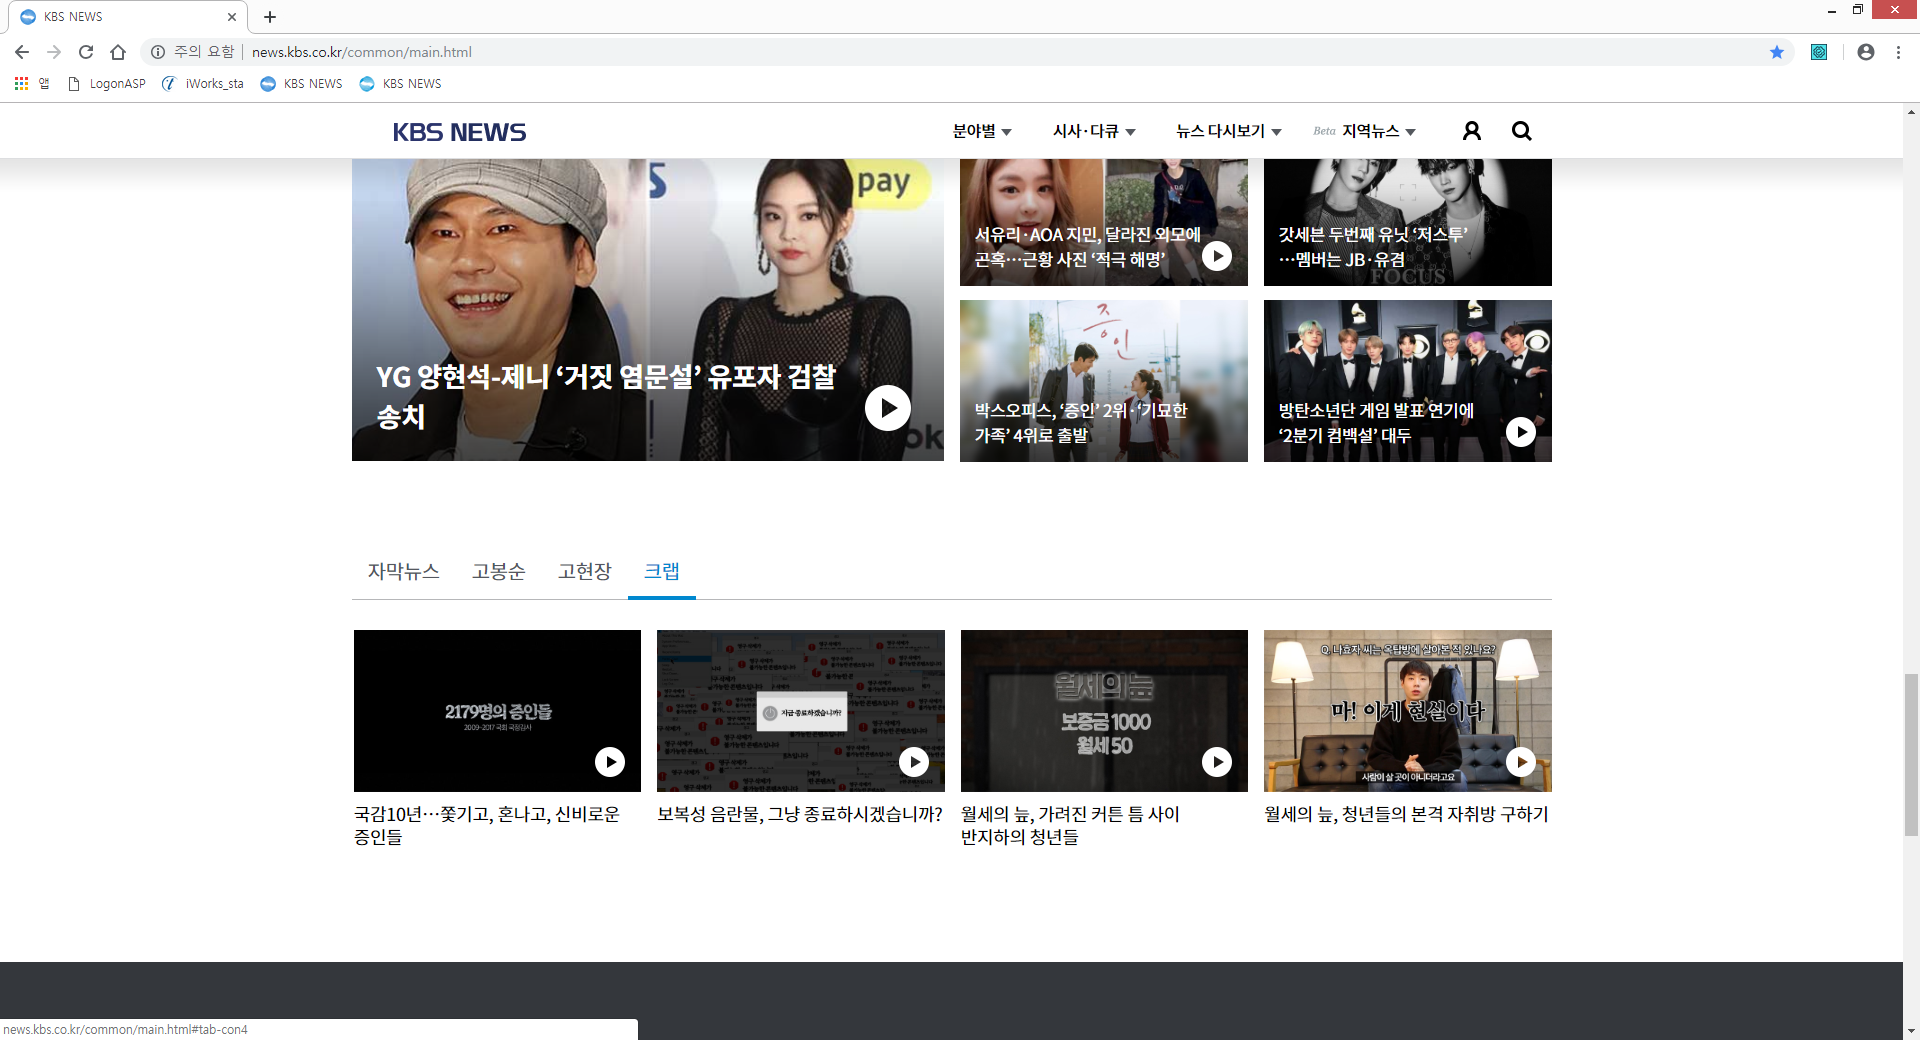 KBS NEWS
주의 요함
news.kbs.co.kr/common/main.html
앱
LogonASP
iWorks_sta
KBS NEWS
KBS NEWS
KBS NEWS
분야별
시사·다큐
뉴스 다시보기
Beta 지역뉴스
S
pay
ok
YG 양현석-제니 ‘거짓 염문설’ 유포자 검찰
송치
서유리·AOA 지민, 달라진 외모에
곤혹…근황 사진 ‘적극 해명’
갓세븐 두번째 유닛 ‘저스투’
…멤버는 JB·유겸
FOCUS
증인
박스오피스, ‘증인’ 2위·‘기묘한
가족’ 4위로 출발
방탄소년단 게임 발표 연기에
‘2분기 컴백설’ 대두
자막뉴스
고봉순
고현장
크랩
2179명의 증인들
2009-2017 국회 국정감사
지금 종료하겠습니까?
월세의 늪
보증금 1000
월세 50
Q. 나효자 씨는 옥탑방에 살아본 적 있나요?
마! 이게 현실이다
사람이 살 곳이 아니더라고요
국감10년…쫓기고, 혼나고, 신비로운
증인들
보복성 음란물, 그냥 종료하시겠습니까?
월세의 늪, 가려진 커튼 틈 사이
반지하의 청년들
월세의 늪, 청년들의 본격 자취방 구하기
news.kbs.co.kr/common/main.html#tab-con4